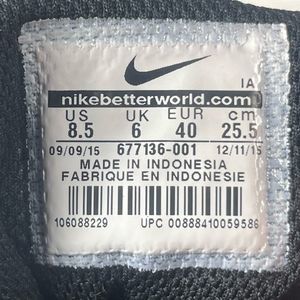 IA
nikebetterworld.com
US UK EUR cm
8.5 6 40 25.5
09/09/15 677136-001 12/11/15
MADE IN INDONESIA
FABRIQUE EN INDONESIE
106088229 UPC 00888410059586